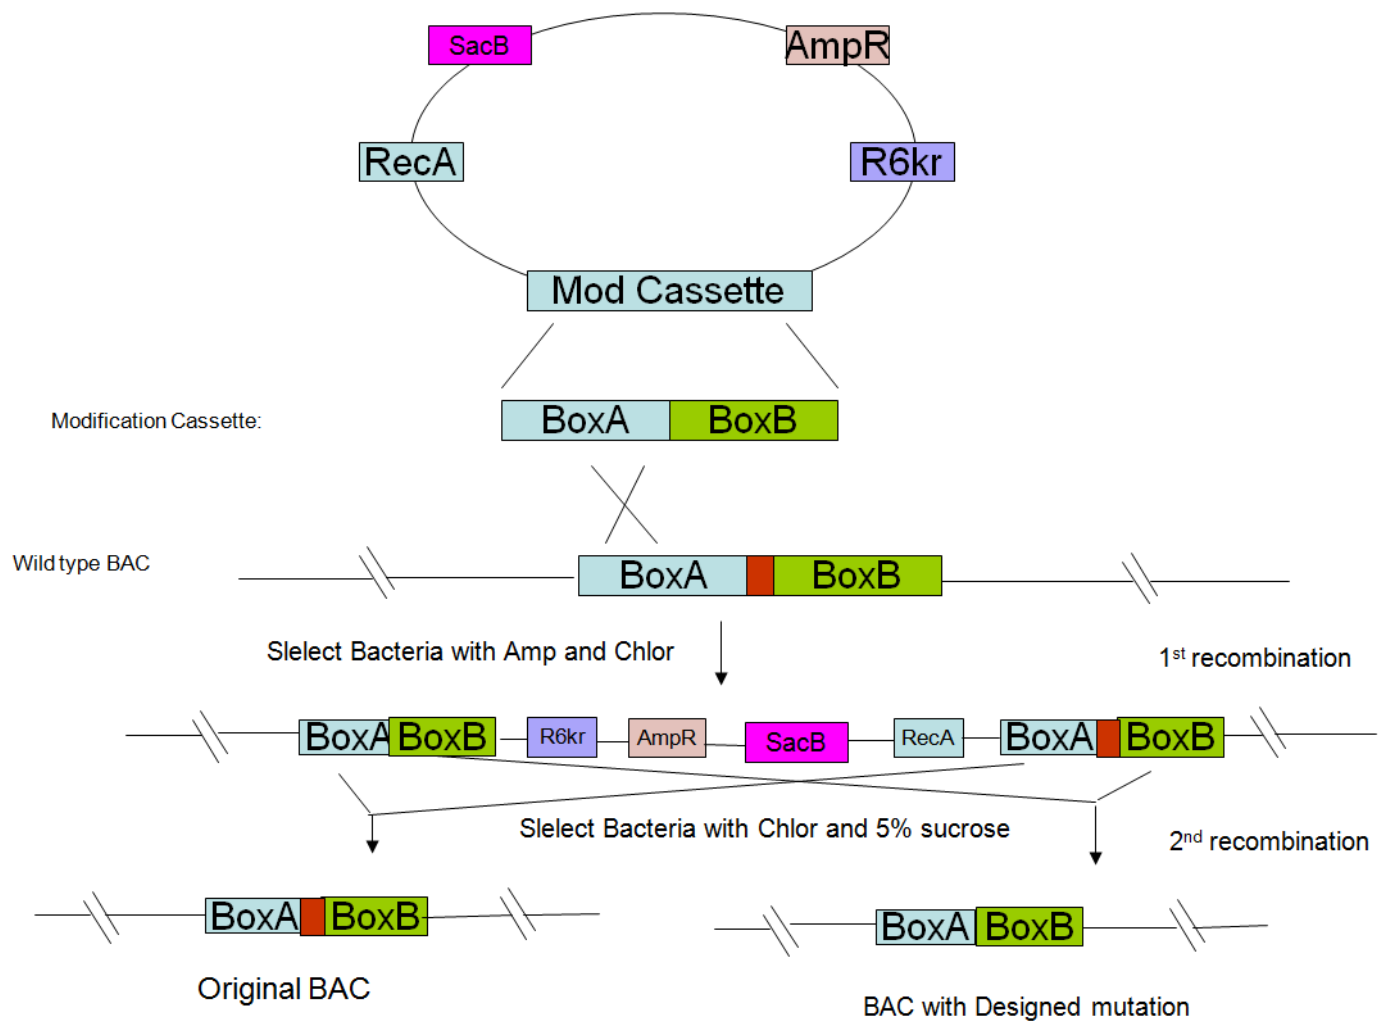 SacB
AmpR
RecA
R6kr
Mod Cassette
Modification Cassette:
BoxA
BoxB
Wild type BAC
BoxA
BoxB
Slelect Bacteria with Amp and Chlor
1st recombination
BoxA
BoxB
R6kr
AmpR
SacB
RecA
BoxA
BoxB
Slelect Bacteria with Chlor and 5% sucrose
2nd recombination
BoxA
BoxB
BoxA
BoxB
Original BAC
BAC with Designed mutation